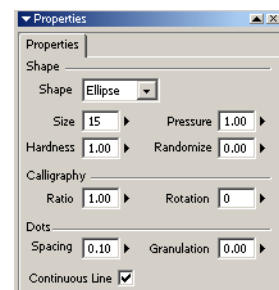 Properties
Properties
Shape
Shape Ellipse
Size 15 Pressure 1.00
Hardness 1.00 Randomize 0.00
Calligraphy
Ratio 1.00 Rotation 0
Dots
Spacing 0.10 Granulation 0.00
Continuous Line